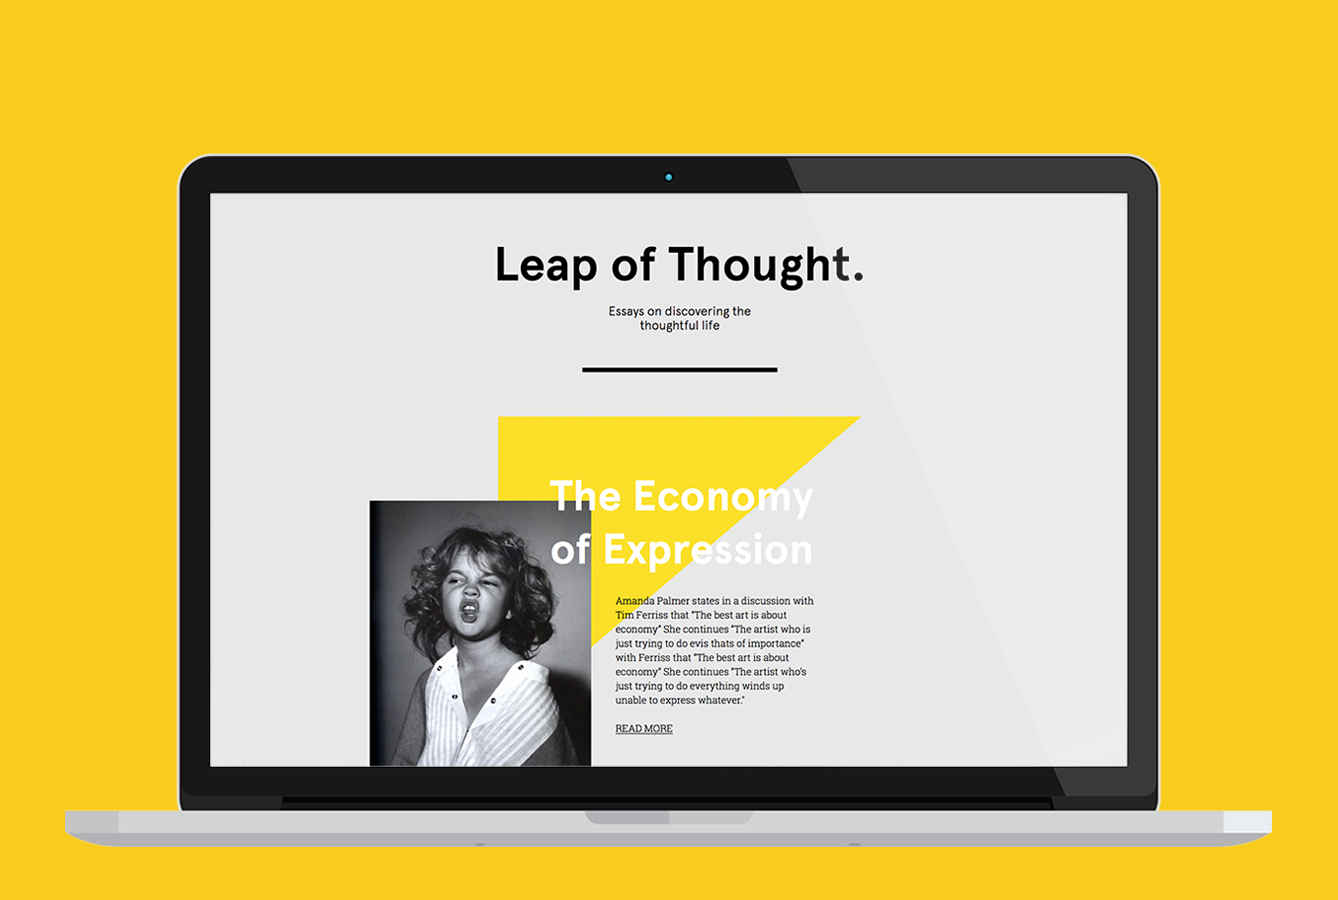 Leap of Thought.
Essays on discovering the
thoughtful life
The Economy
of Expression
Amanda Palmer states in a discussion with
Tim Ferriss that "The best art is about
economy" She continues "The artist who is
just trying to do evis thats of importance"
with Ferriss that "The best art is about
economy" She continues "The artist who's
just trying to do everything winds up
unable to express whatever."
READ MORE